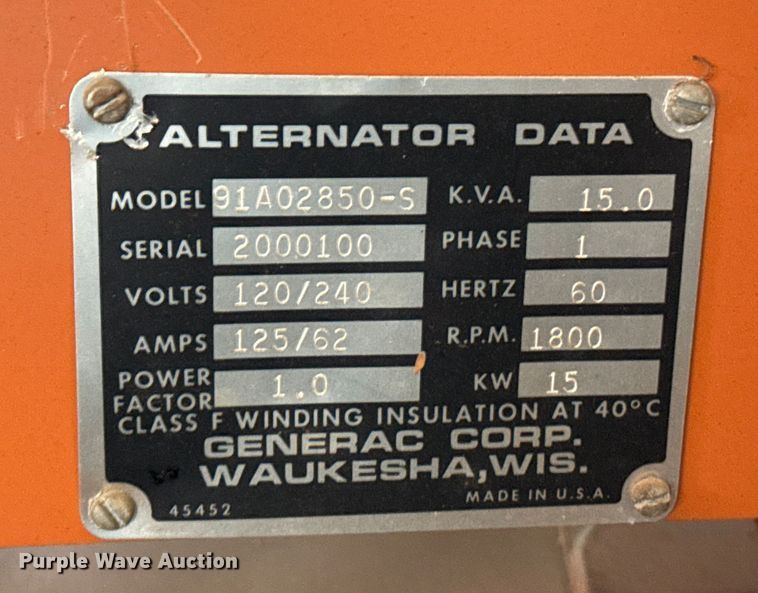 ALTERNATOR DATA
MODEL 91A02850-S K.V.A. 15.0
SERIAL 2000100 PHASE 1
VOLTS 120/240 HERTZ 60
AMPS 125/62 R.P.M. 1800
POWER FACTOR 1.0 KW 15
CLASS F WINDING INSULATION AT 40°C
GENERAC CORP.
WAUKESHA, WIS.
45452 MADE IN U.S.A.
Purple Wave Auction